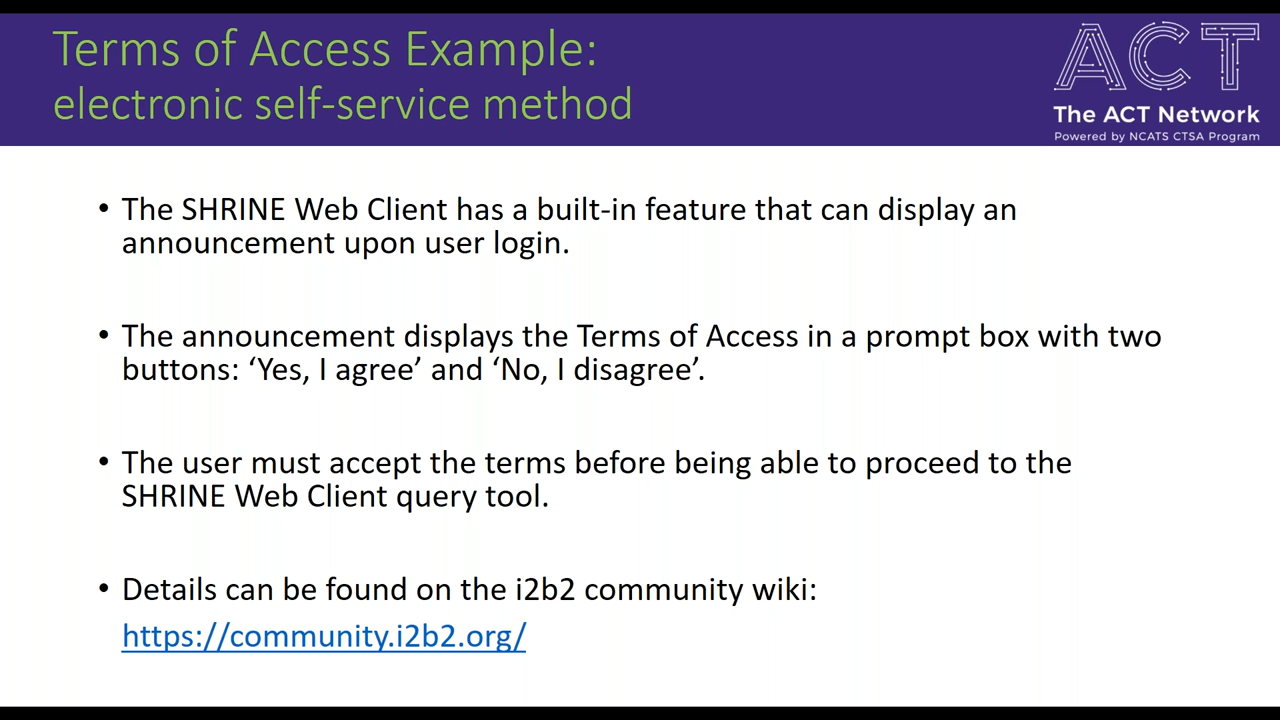 Terms of Access Example:
electronic self-service method
ACT
The ACT Network
Powered by NCATS CTSA Program
• The SHRINE Web Client has a built-in feature that can display an
announcement upon user login.
• The announcement displays the Terms of Access in a prompt box with two
buttons: ‘Yes, I agree’ and ‘No, I disagree’.
• The user must accept the terms before being able to proceed to the
SHRINE Web Client query tool.
• Details can be found on the i2b2 community wiki:
https://community.i2b2.org/